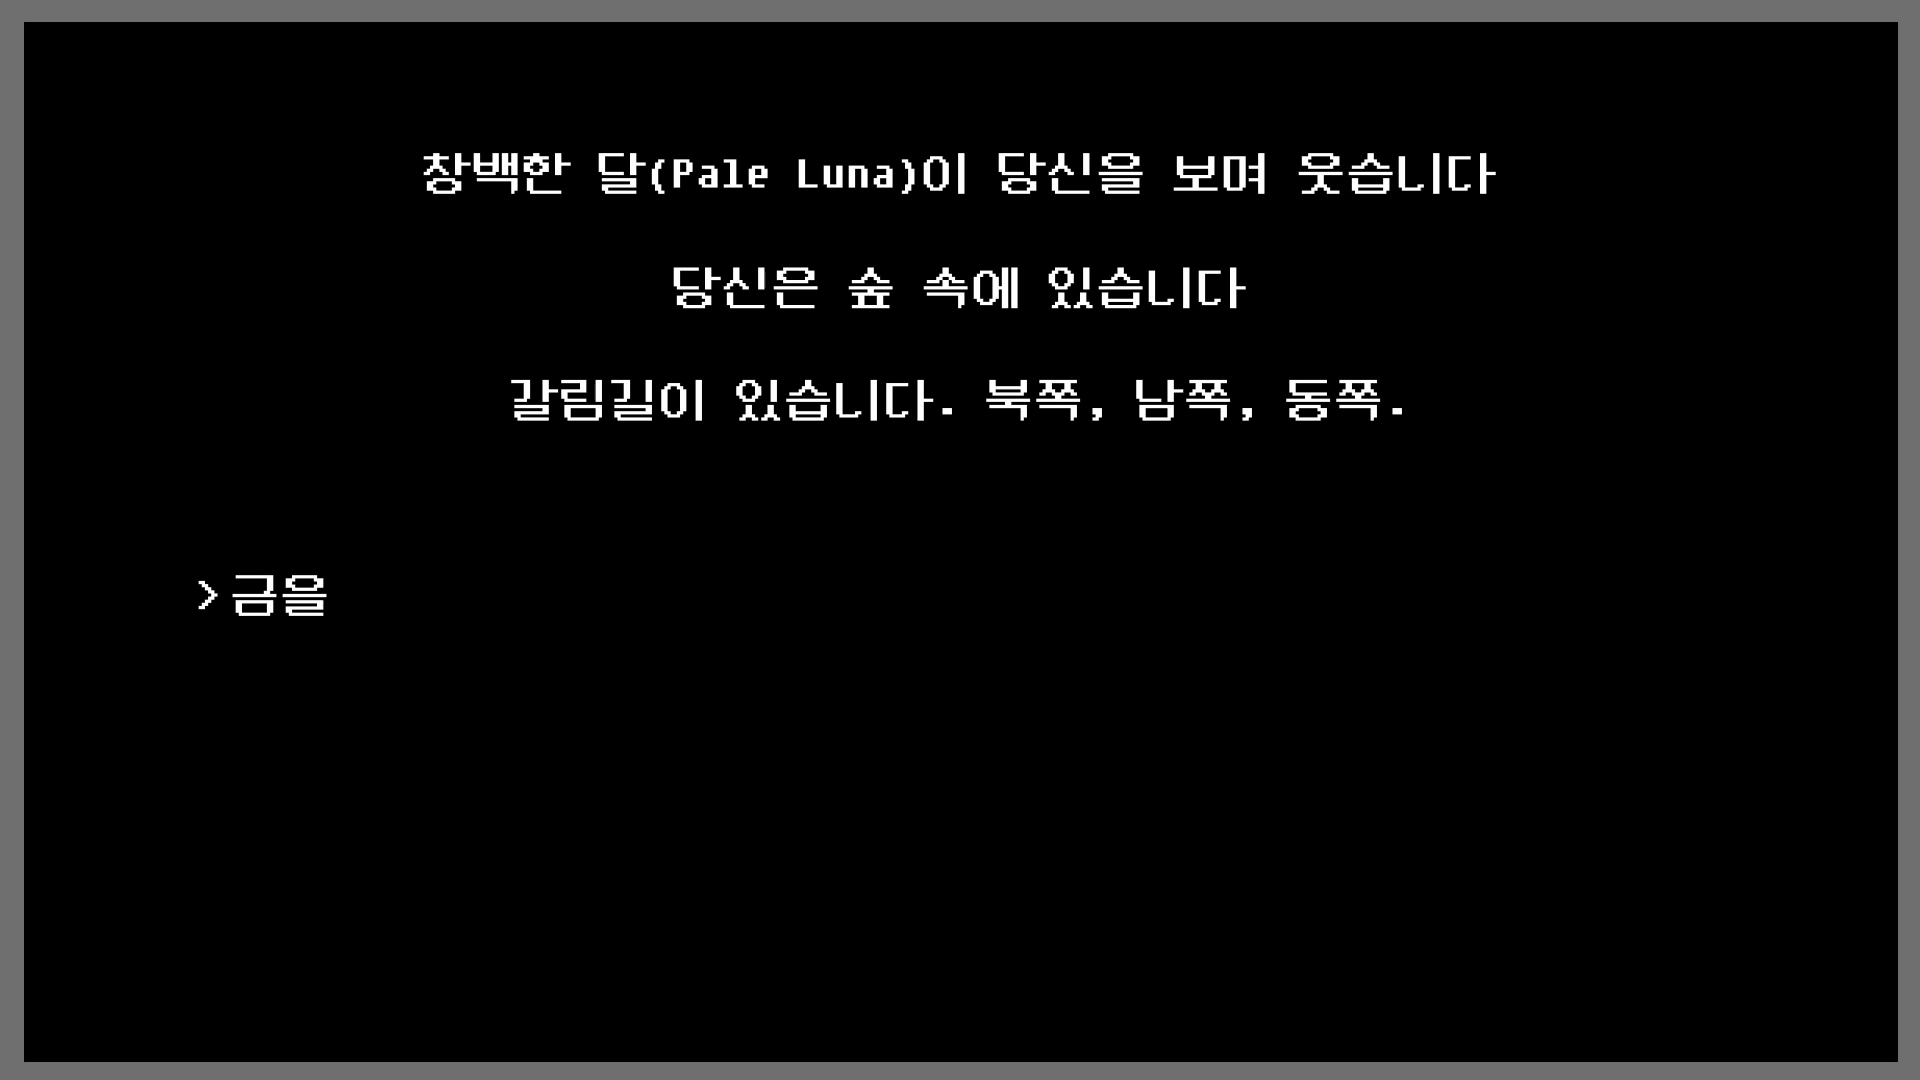 창백한 달(Pale Luna)이 당신을 보며 웃습니다
당신은 숲 속에 있습니다
갈림길이 있습니다. 북쪽, 남쪽, 동쪽.
>금을